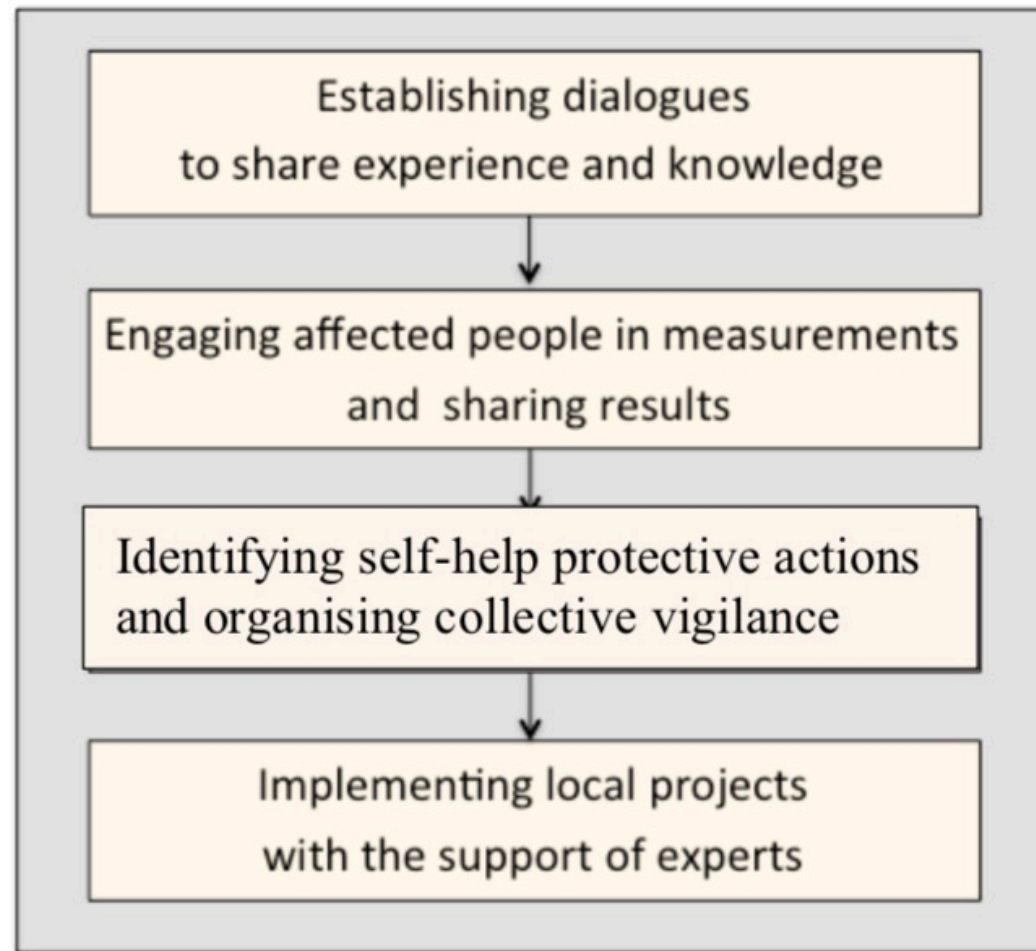 Establishing dialogues
to share experience and knowledge
Engaging affected people in measurements
and sharing results
Identifying self-help protective actions
and organising collective vigilance
Implementing local projects
with the support of experts